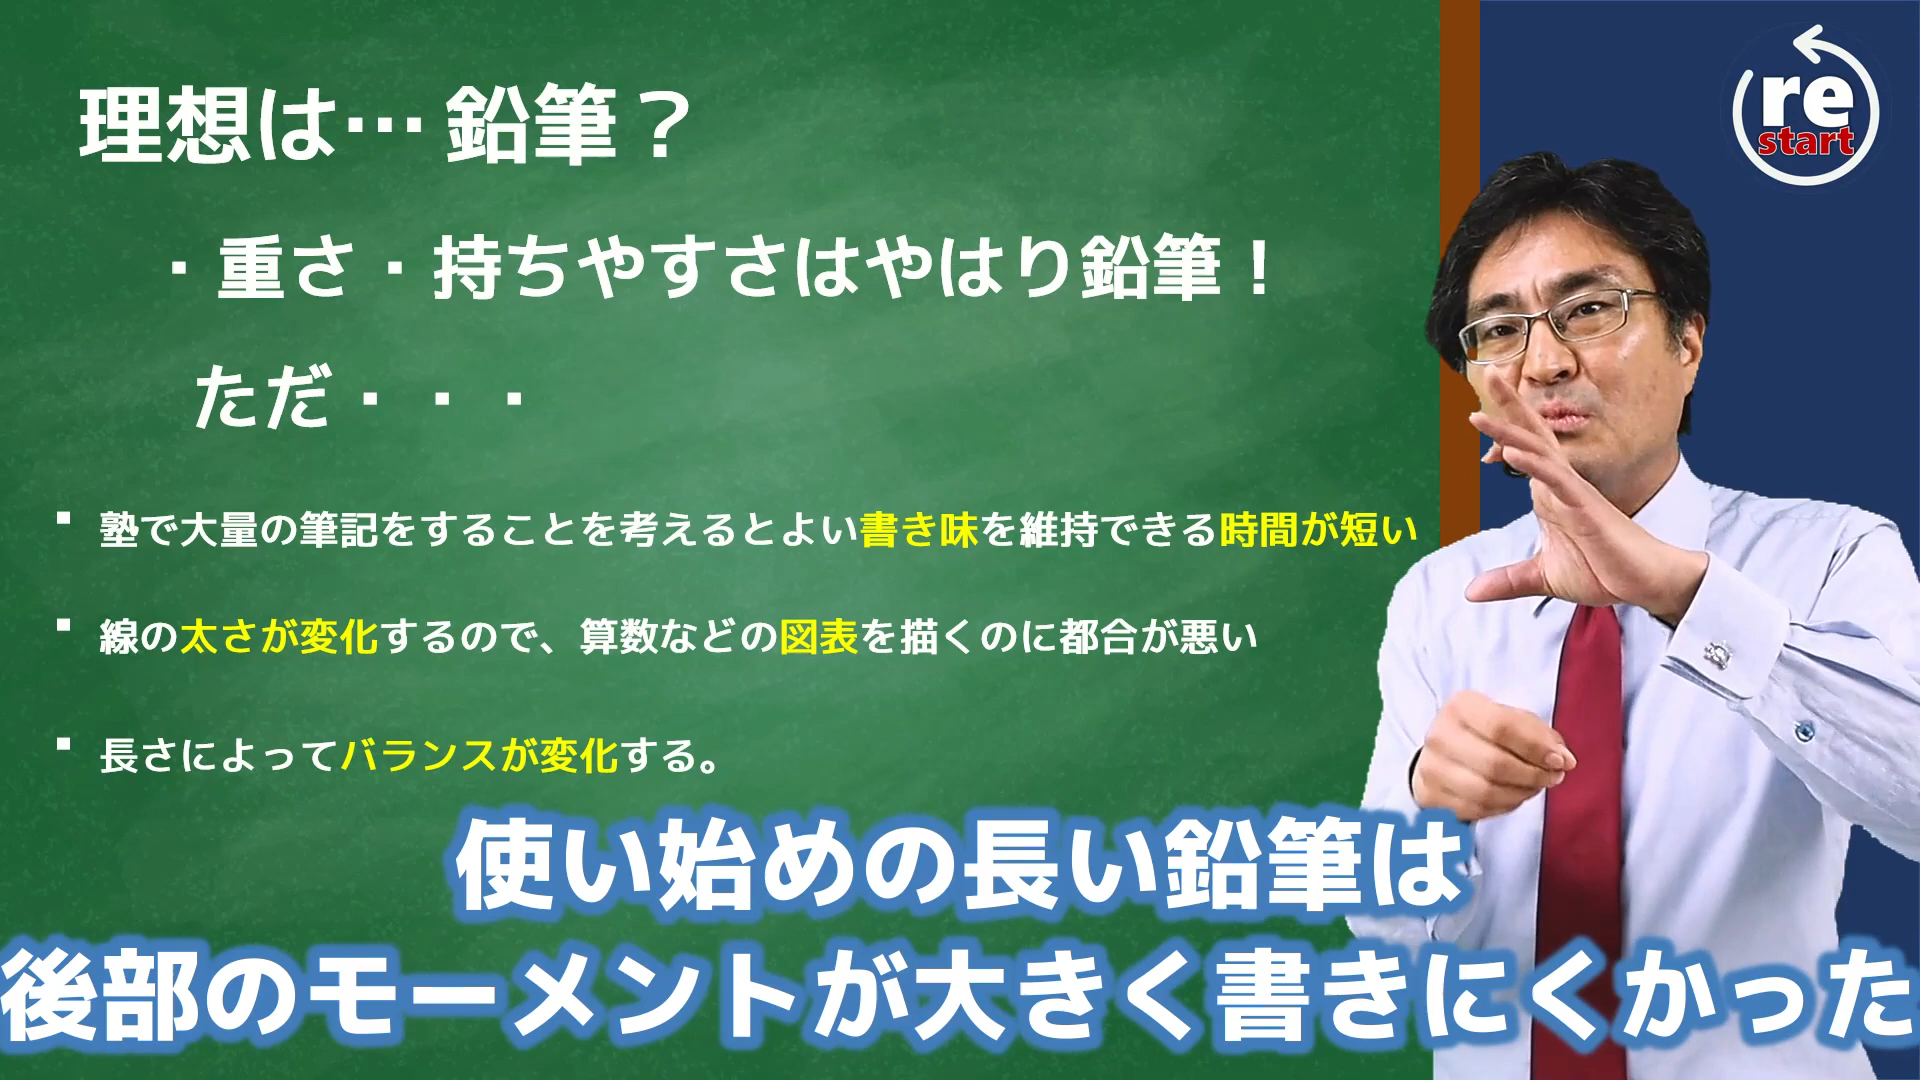 理想は… 鉛筆？
・重さ・持ちやすさはやはり鉛筆！
ただ・・・
▪ 塾で大量の筆記をすることを考えるとよい書き味を維持できる時間が短い
▪ 線の太さが変化するので、算数などの図表を描くのに都合が悪い
▪ 長さによってバランスが変化する。
使い始めの長い鉛筆は
後部のモーメントが大きく書きにくかった
re
start